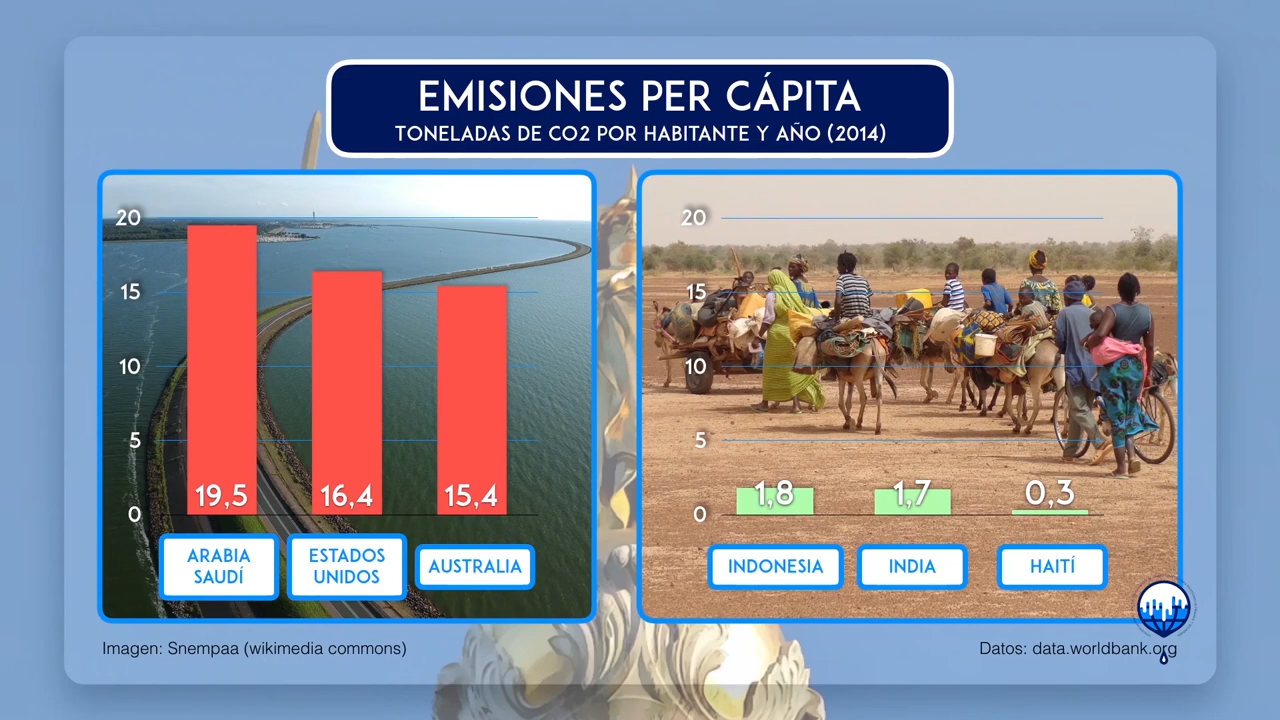 EMISIONES PER CÁPITA
TONELADAS DE CO2 POR HABITANTE Y AÑO (2014)
20
15
10
5
0
19,5
16,4
15,4
ARABIA
SAUDÍ
ESTADOS
UNIDOS
AUSTRALIA
20
15
10
5
0
1,8
1,7
0,3
INDONESIA
INDIA
HAITÍ
Imagen: Snempaa (wikimedia commons)
Datos: data.worldbank.org